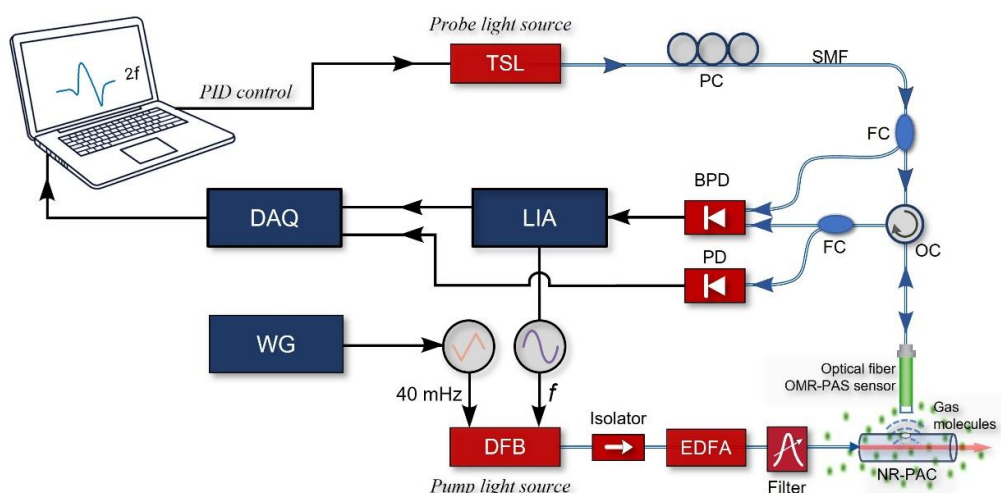 Probe light source
TSL
2f
PID control
PC
SMF
FC
BPD
DAQ
LIA
FC
OC
PD
WG
Optical fiber
OMR-PAS sensor
40 mHz
f
Gas
molecules
Isolator
DFB
EDFA
NR-PAC
Pump light source
Filter